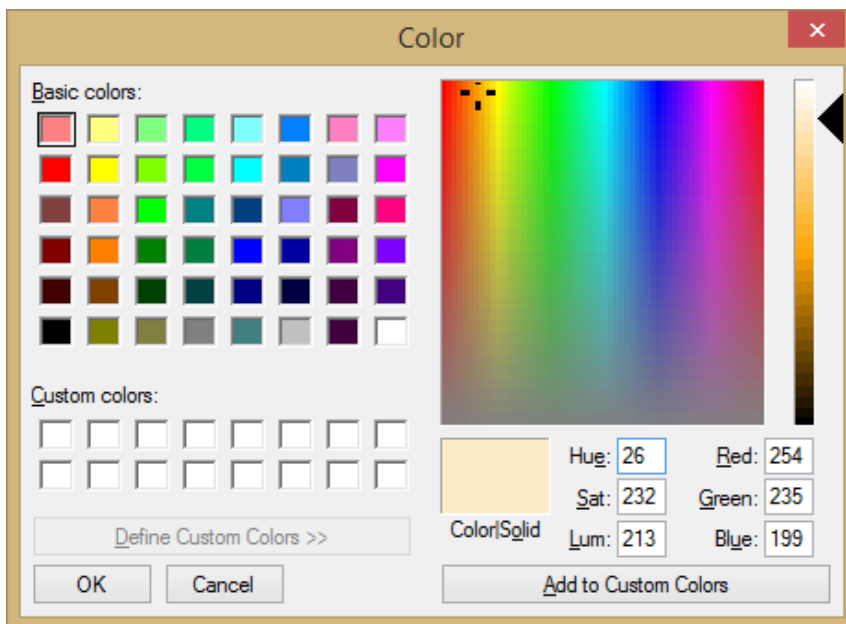 Color
Basic colors:
Custom colors:
Define Custom Colors >>
OK Cancel
Color|Solid
Hue: 26 Red: 254
Sat: 232 Green: 235
Lum: 213 Blue: 199
Add to Custom Colors